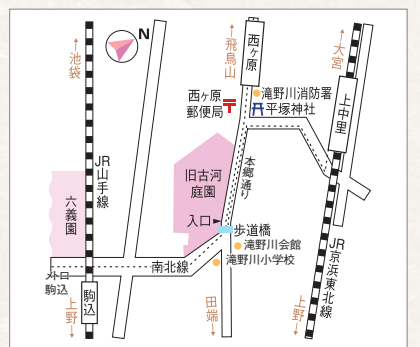 N
←池袋
JR山手線
六義園
メトロ
駒込
上野→
駒込
南北線
西ヶ原
郵便局
旧古河
庭園
入口
←飛鳥山
西ヶ原
滝野川消防署
平塚神社
本郷通り
歩道橋
滝野川会館
滝野川小学校
田端→
←大宮
上中里
JR京浜東北線
上野→